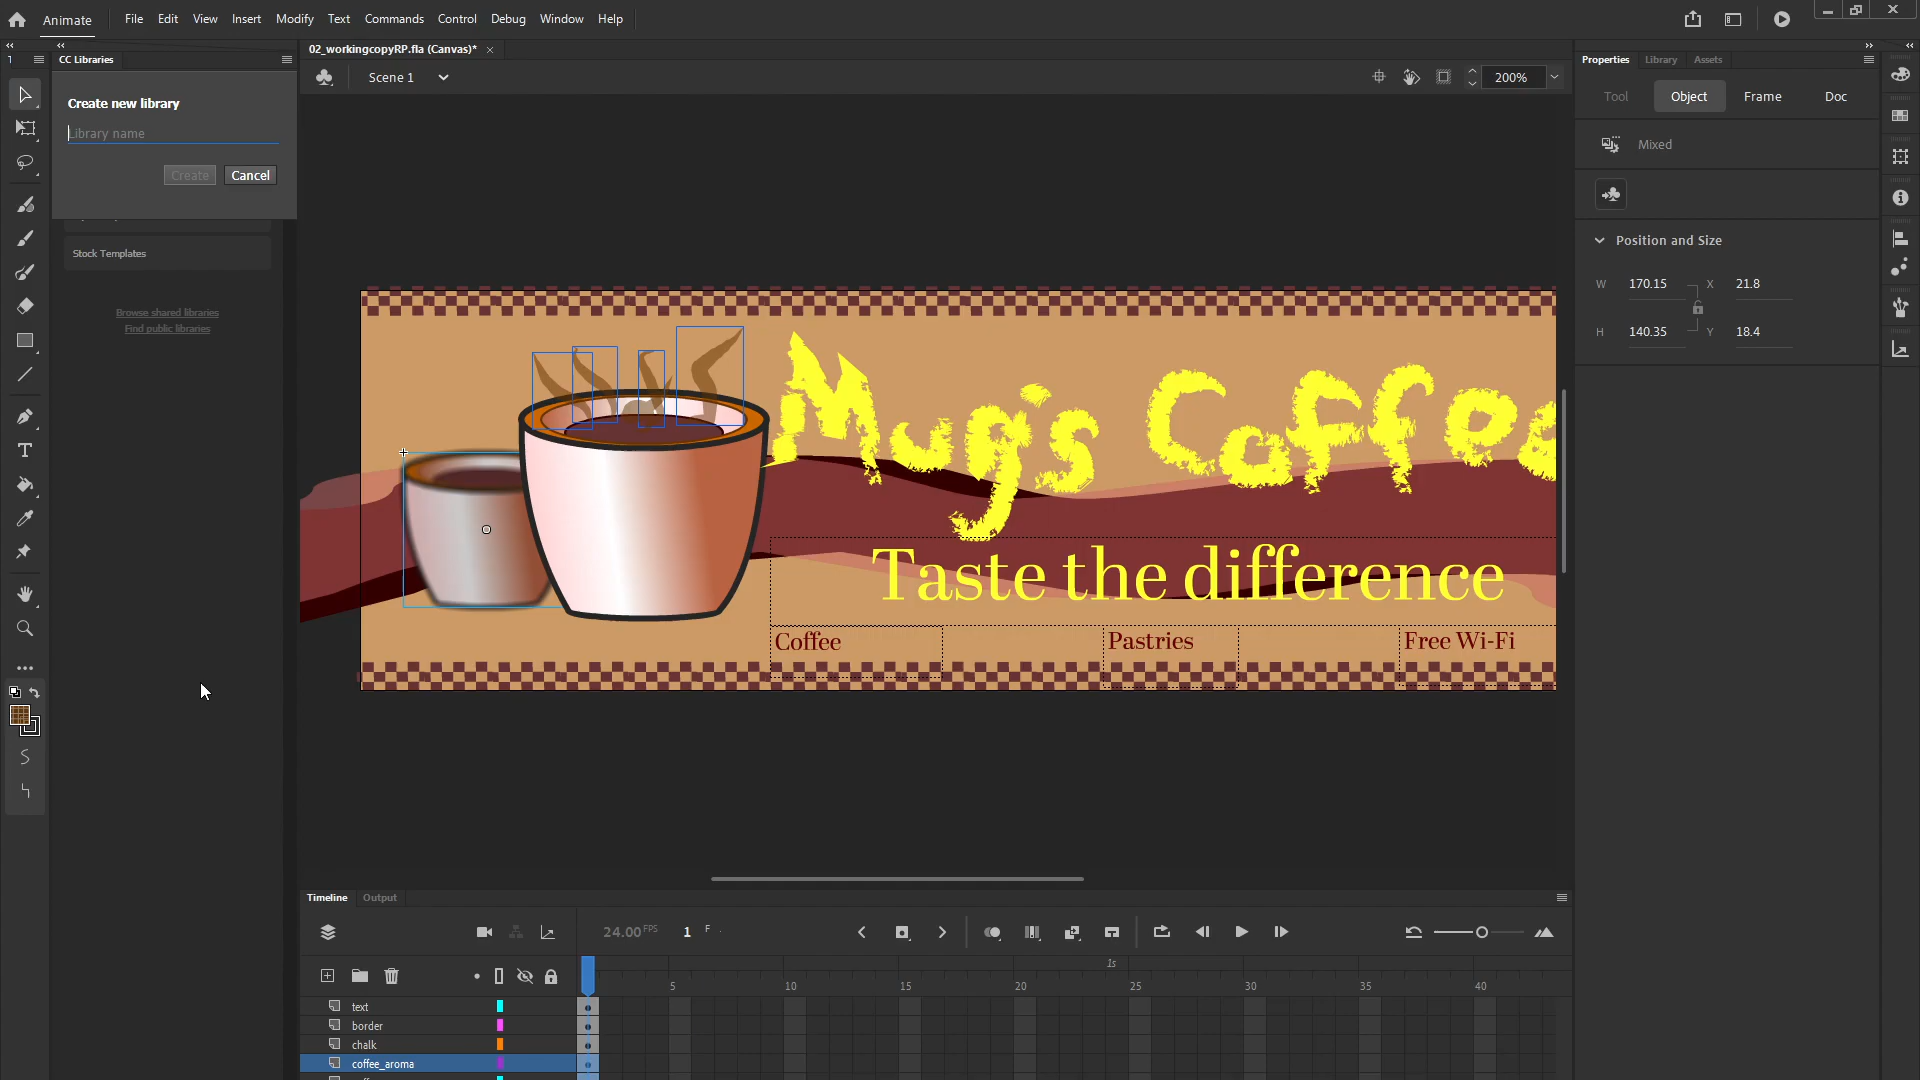 Animate
File Edit View Insert Modify Text Commands Control Debug Window Help
CC Libraries
02_workingcopyRP.fla (Canvas)*
Properties Library Assets
Scene 1
200%
Create new library
Library name
Create Cancel
Stock Templates
Browse shared libraries
Find public libraries
Tool Object Frame Doc
Mixed
Position and Size
W 170.15 X 21.8
H 140.35 Y 18.4
Mugs Coffee
Taste the difference
Coffee Pastries Free Wi-Fi
Timeline Output
24.00 FPS 1 F
1s
5 10 15 20 25 30 35 40
text
border
chalk
coffee_aroma